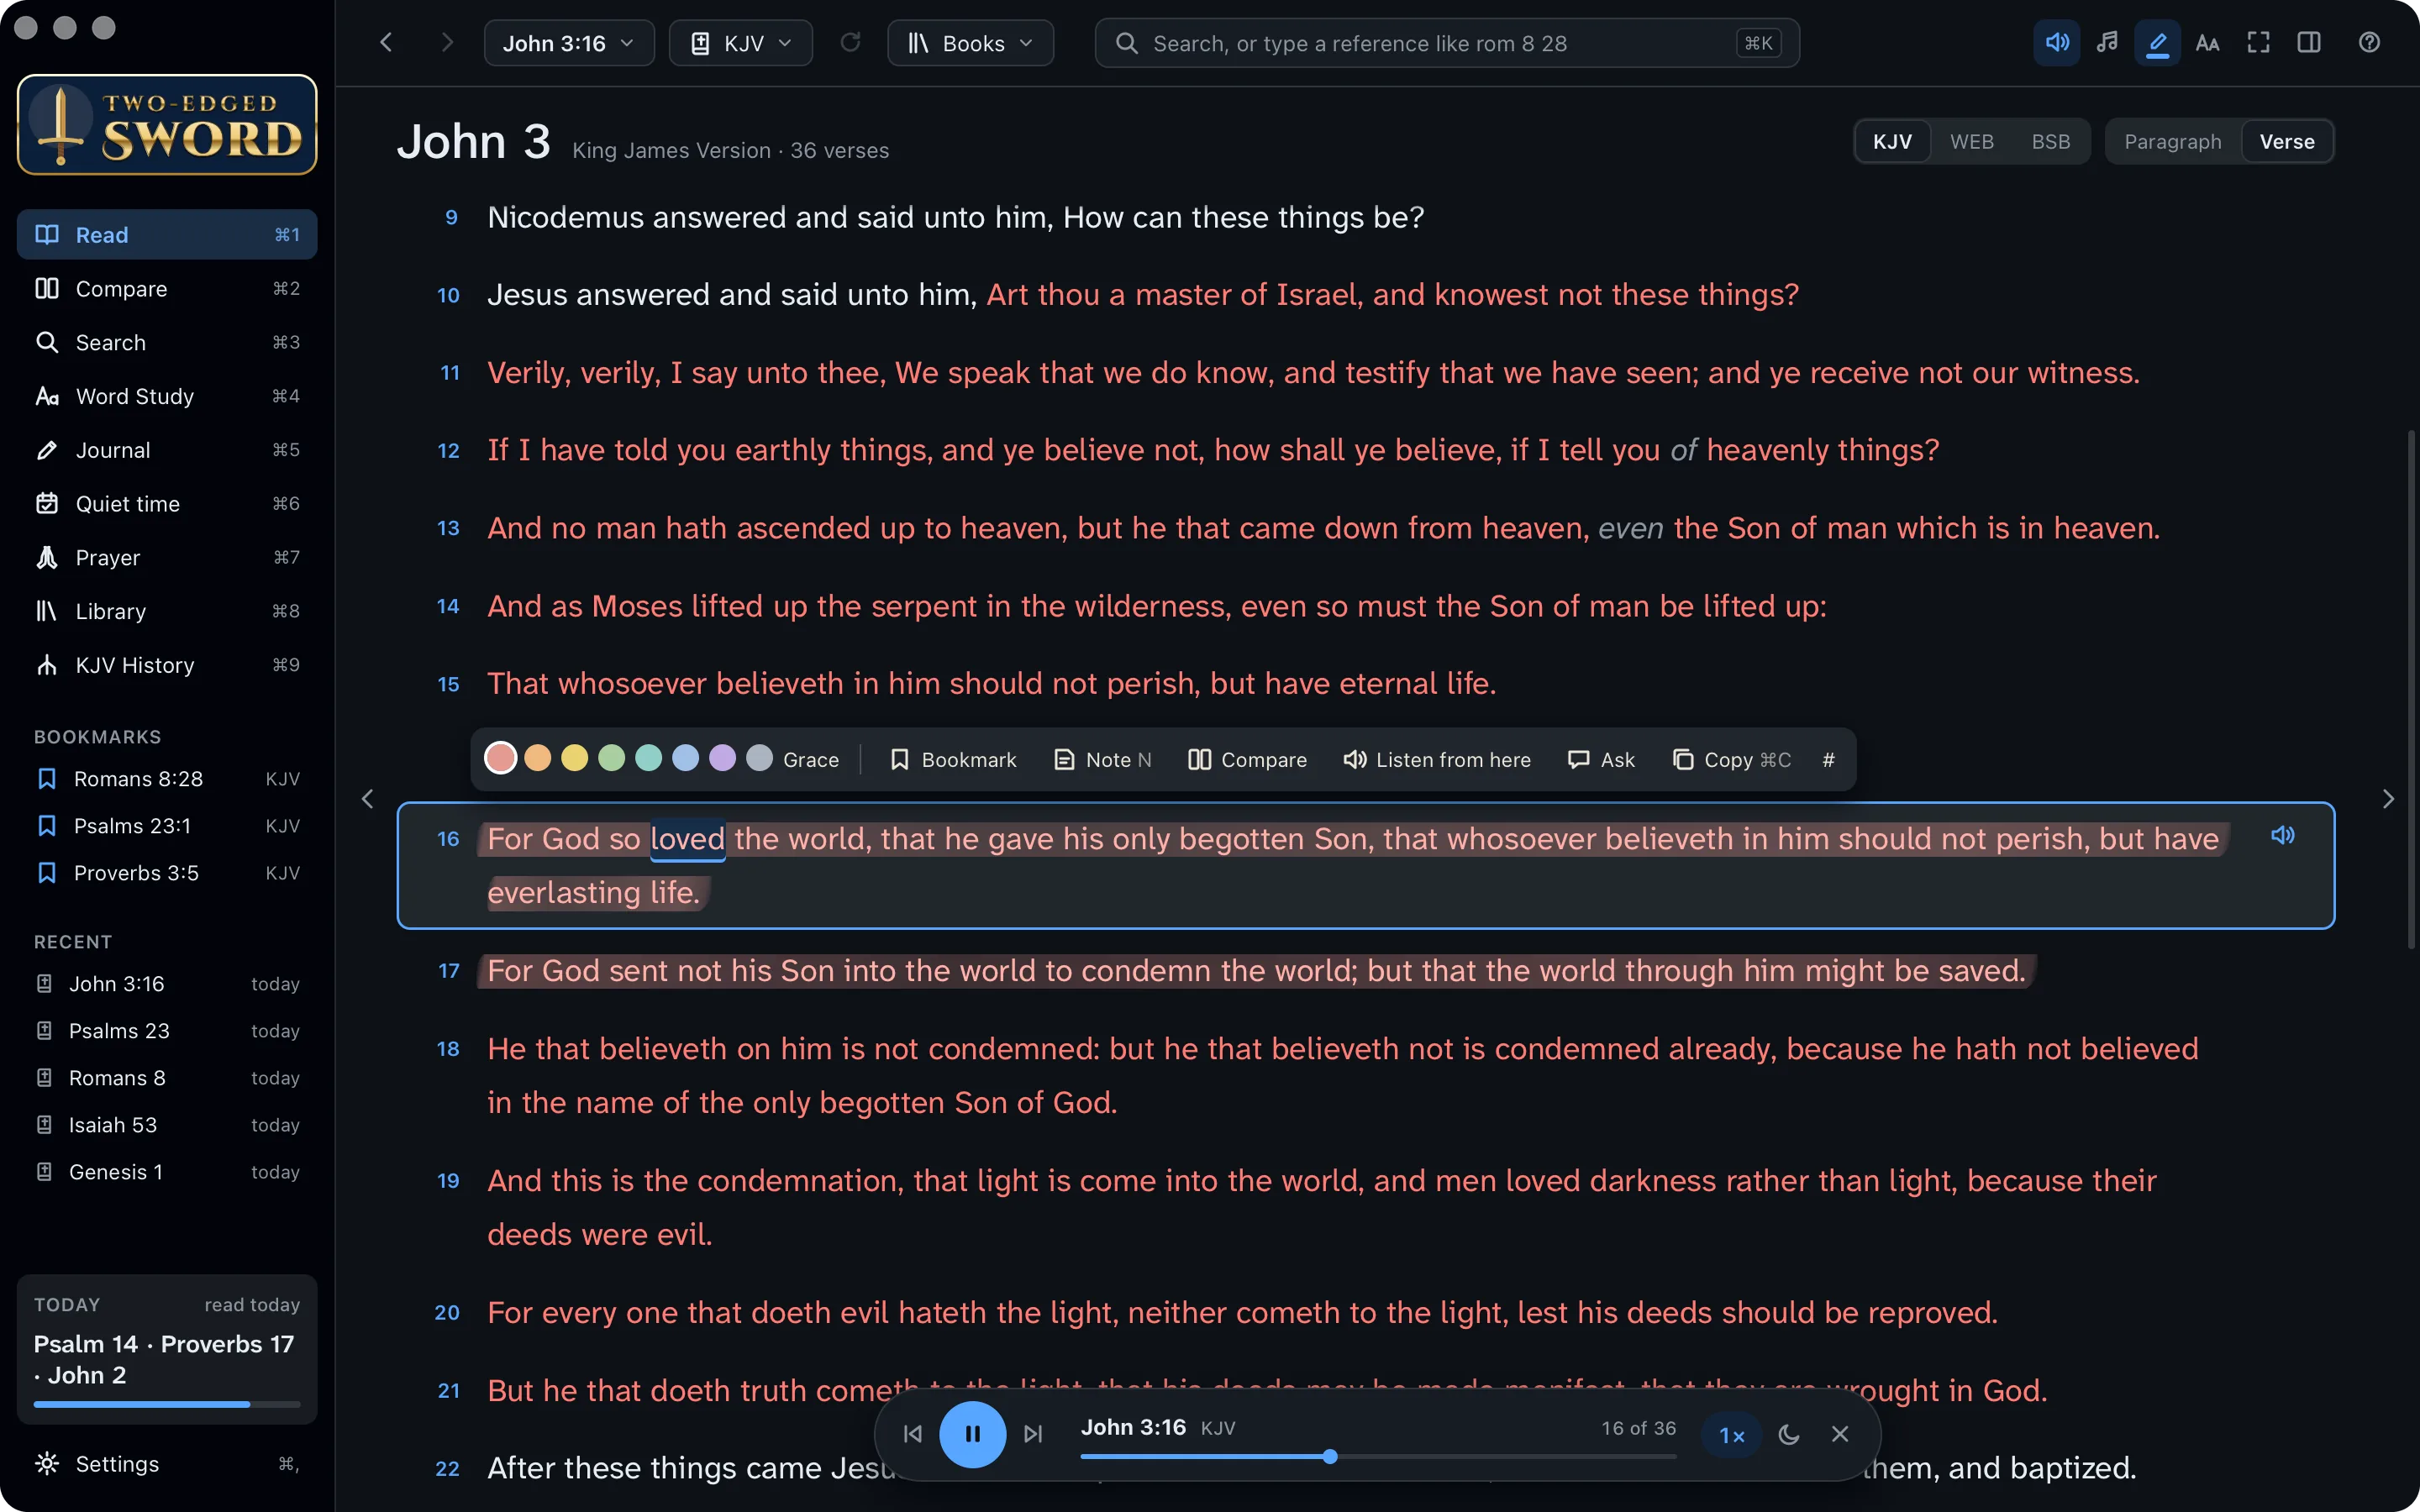 John 3:16
KJV
Books
Search, or type a reference like rom 8 28
⌘K
TWO-EDGED
SWORD
Read ⌘1
Compare ⌘2
Search ⌘3
Word Study ⌘4
Journal ⌘5
Quiet time ⌘6
Prayer ⌘7
Library ⌘8
KJV History ⌘9
BOOKMARKS
Romans 8:28 KJV
Psalms 23:1 KJV
Proverbs 3:5 KJV
RECENT
John 3:16 today
Psalms 23 today
Romans 8 today
Isaiah 53 today
Genesis 1 today
TODAY read today
Psalm 14 · Proverbs 17
· John 2
Settings ⌘,
John 3 King James Version · 36 verses
KJV WEB BSB
Paragraph Verse
9 Nicodemus answered and said unto him, How can these things be?
10 Jesus answered and said unto him, Art thou a master of Israel, and knowest not these things?
11 Verily, verily, I say unto thee, We speak that we do know, and testify that we have seen; and ye receive not our witness.
12 If I have told you earthly things, and ye believe not, how shall ye believe, if I tell you of heavenly things?
13 And no man hath ascended up to heaven, but he that came down from heaven, even the Son of man which is in heaven.
14 And as Moses lifted up the serpent in the wilderness, even so must the Son of man be lifted up:
15 That whosoever believeth in him should not perish, but have eternal life.
Grace Bookmark Note N Compare Listen from here Ask Copy ⌘C #
16 For God so loved the world, that he gave his only begotten Son, that whosoever believeth in him should not perish, but have
everlasting life.
17 For God sent not his Son into the world to condemn the world; but that the world through him might be saved.
18 He that believeth on him is not condemned: but he that believeth not is condemned already, because he hath not believed
in the name of the only begotten Son of God.
19 And this is the condemnation, that light is come into the world, and men loved darkness rather than light, because their
deeds were evil.
20 For every one that doeth evil hateth the light, neither cometh to the light, lest his deeds should be reproved.
21 But he that doeth truth cometh to the light, that his deeds may be made manifest, that they are wrought in God.
John 3:16 KJV 16 of 36 1×
22 After these things came them, and baptized.